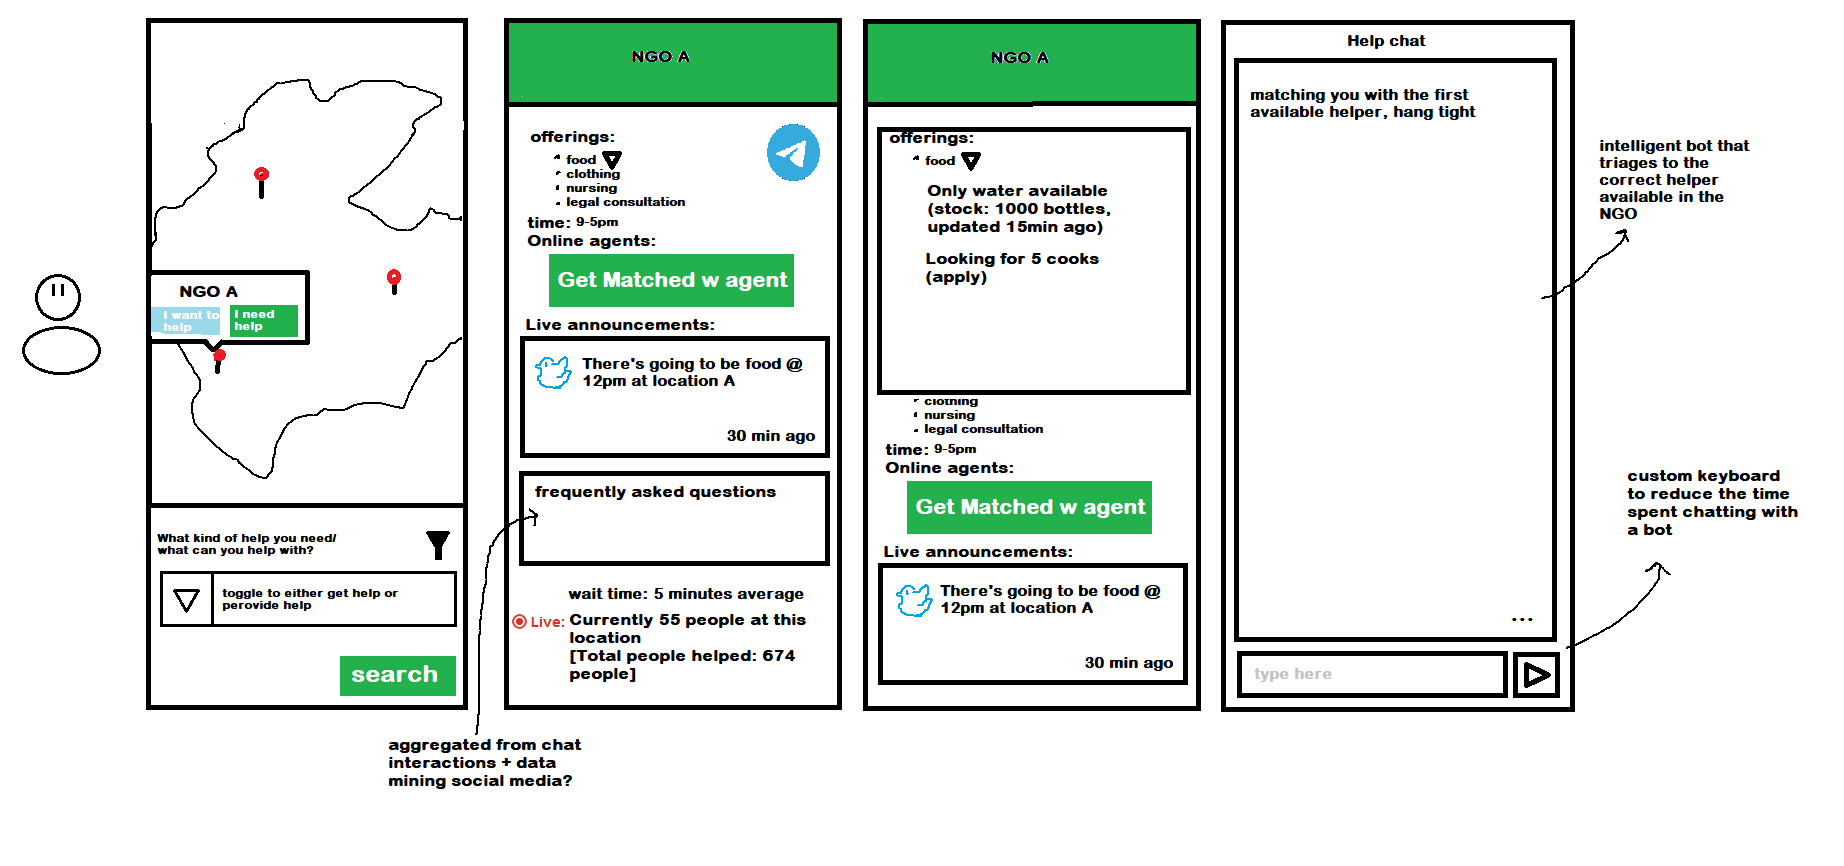 NGO A
I want to
help
I need
help
What kind of help you need/
what can you help with?
toggle to either get help or
perovide help
search
NGO A
offerings:
food
clothing
nursing
legal consultation
time: 9-5pm
Online agents:
Get Matched w agent
Live announcements:
There's going to be food @
12pm at location A
30 min ago
frequently asked questions
wait time: 5 minutes average
Live: Currently 55 people at this
location
[Total people helped: 674
people]
aggregated from chat
interactions + data
mining social media?
NGO A
offerings:
food
Only water available
(stock: 1000 bottles,
updated 15min ago)
Looking for 5 cooks
(apply)
clothing
nursing
legal consultation
time: 9-5pm
Online agents:
Get Matched w agent
Live announcements:
There's going to be food @
12pm at location A
30 min ago
Help chat
matching you with the first
available helper, hang tight
...
type here
intelligent bot that
triages to the
correct helper
available in the
NGO
custom keyboard
to reduce the time
spent chatting with
a bot